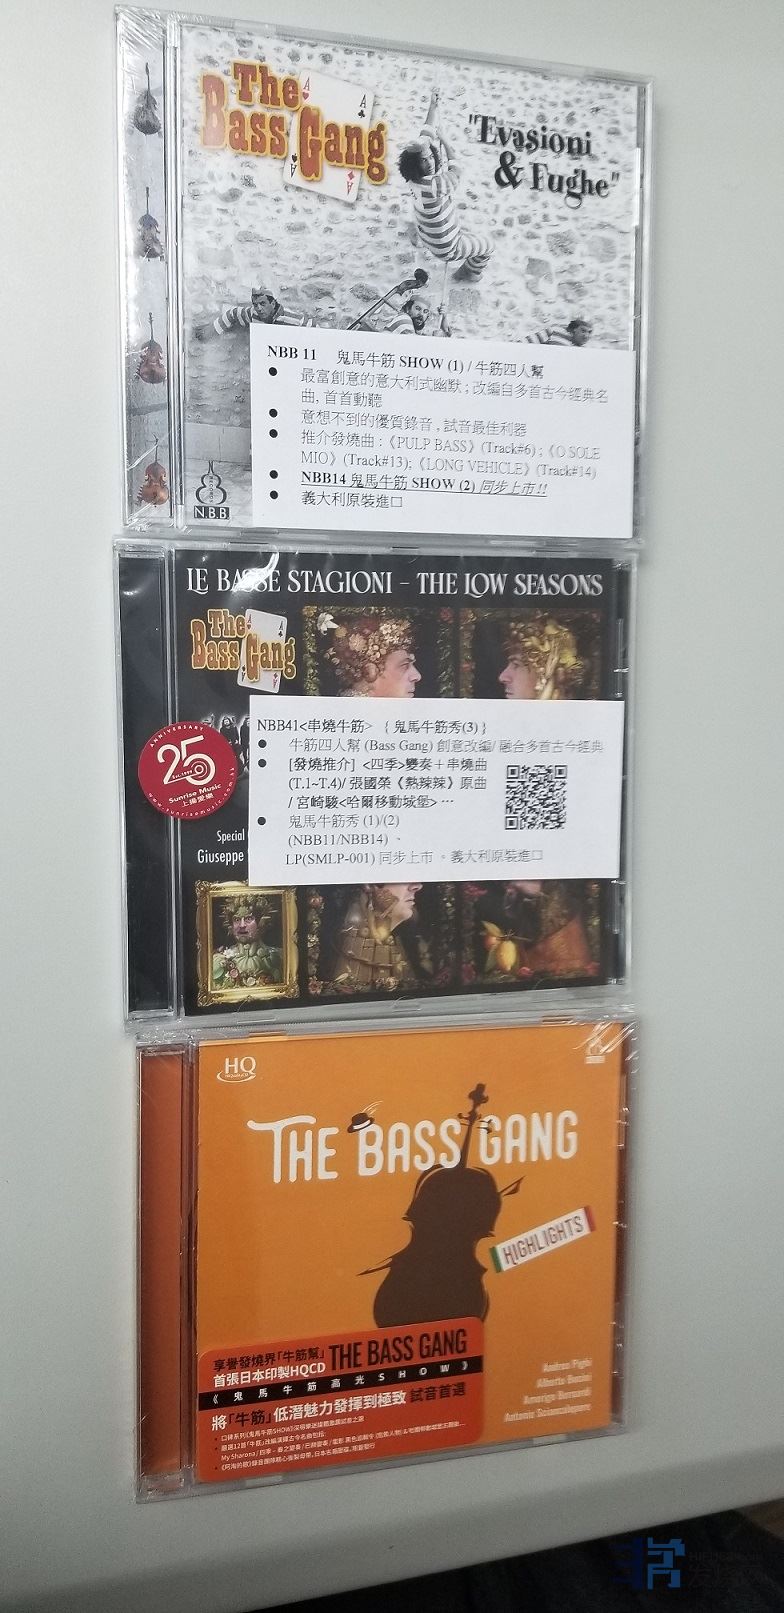 The
Bass Gang
A
A
A
A
"Evasioni
& Fughe"
N.B.B.
NBB 11 鬼馬牛筋 SHOW (1) / 牛筋四人幫
● 最富創意的意大利式幽默 ; 改編自多首古今經典名
曲, 首首動聽
● 意想不到的優質錄音 , 試音最佳利器
● 推介發燒曲 :《PULP BASS》(Track#6) ;《O SOLE
MIO》(Track#13);《LONG VEHICLE》(Track#14)
● NBB14 鬼馬牛筋 SHOW (2) 同步上市 !!
● 義大利原裝進口
LE BASSE STAGIONI – THE LOW SEASONS
The
Bass Gang
ANNIVERSARY
25
Est.1999
Sunrise Music
上揚愛樂
www.sunrisemusic.com.hk
Special
Giuseppe
NBB41<串燒牛筋> { 鬼馬牛筋秀(3) }
● 牛筋四人幫 (Bass Gang) 創意改編/ 融合多首古今經典
● [發燒推介] <四季>變奏＋串燒曲
(T.1~T.4)/ 張國榮《熱辣辣》原曲
/ 宮崎駿<哈爾移動城堡> …
● 鬼馬牛筋秀 (1)/(2)
(NBB11/NBB14) 、
LP(SMLP-001) 同步上市 。義大利原裝進口
HQ
THE BASS GANG
HIGHLIGHTS
Andrea Pighi
Alberto Bocini
Amerigo Bernardi
Antonio Sciancalepore
享譽發燒界「牛筋幫」THE BASS GANG
首張日本印製HQCD
《鬼馬牛筋高光SHOW》
將「牛筋」低潛魅力發揮到極致 試音首選